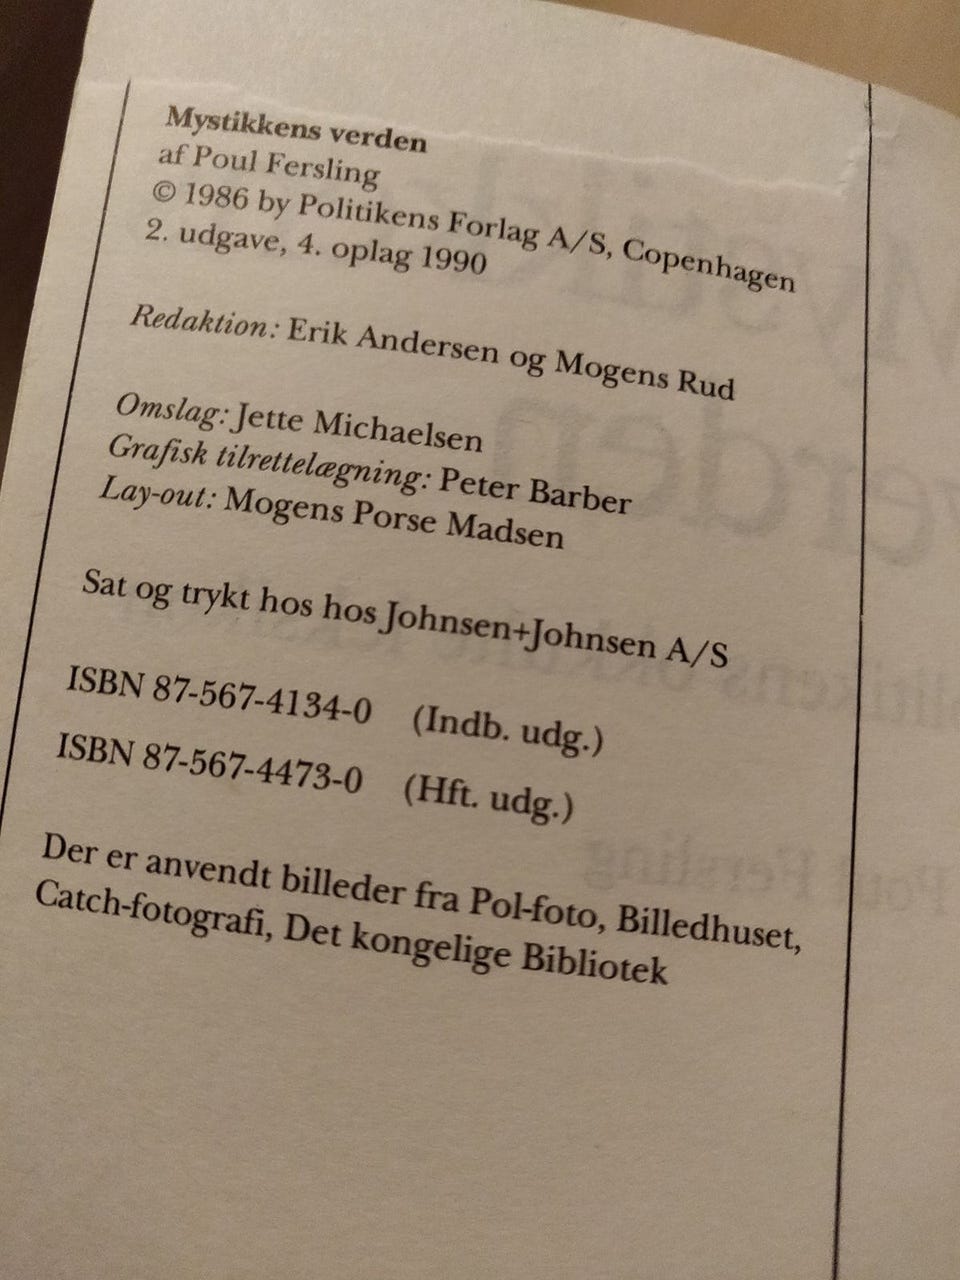 Mystikkens verden
af Poul Fersling
© 1986 by Politikens Forlag A/S, Copenhagen
2. udgave, 4. oplag 1990
Redaktion: Erik Andersen og Mogens Rud
Omslag: Jette Michaelsen
Grafisk tilrettelægning: Peter Barber
Lay-out: Mogens Porse Madsen
Sat og trykt hos hos Johnsen+Johnsen A/S
ISBN 87-567-4134-0 (Indb. udg.)
ISBN 87-567-4473-0 (Hft. udg.)
Der er anvendt billeder fra Pol-foto, Billedhuset,
Catch-fotografi, Det kongelige Bibliotek